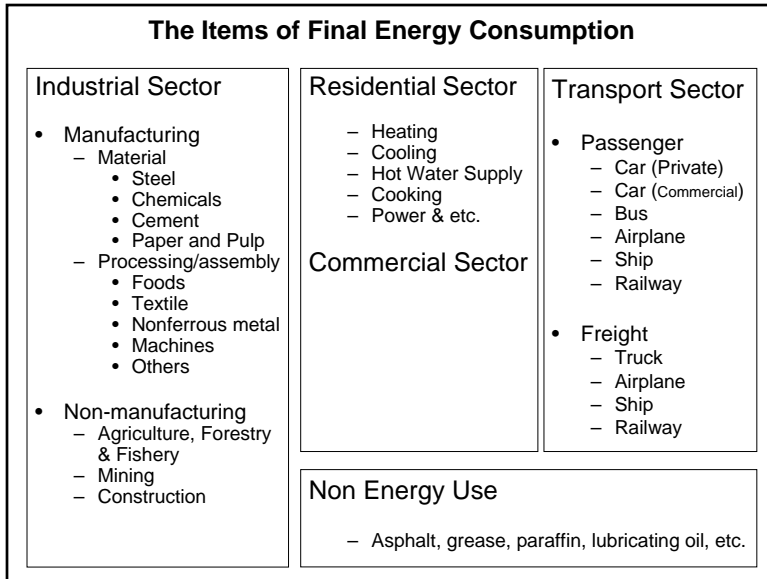 The Items of Final Energy Consumption
Industrial Sector
• Manufacturing
– Material
• Steel
• Chemicals
• Cement
• Paper and Pulp
– Processing/assembly
• Foods
• Textile
• Nonferrous metal
• Machines
• Others
• Non-manufacturing
– Agriculture, Forestry
& Fishery
– Mining
– Construction
Residential Sector
– Heating
– Cooling
– Hot Water Supply
– Cooking
– Power & etc.
Commercial Sector
Transport Sector
• Passenger
– Car (Private)
– Car (Commercial)
– Bus
– Airplane
– Ship
– Railway
• Freight
– Truck
– Airplane
– Ship
– Railway
Non Energy Use
– Asphalt, grease, paraffin, lubricating oil, etc.